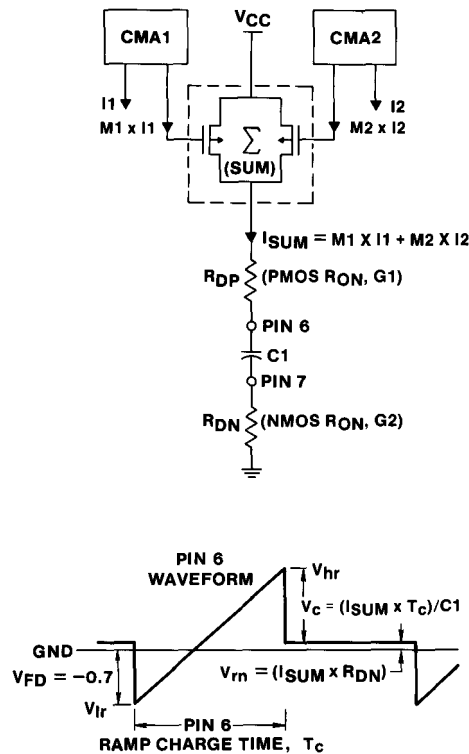 CMA1
VCC
CMA2
I1
I2
M1 x I1
M2 x I2
Σ
(SUM)
ISUM = M1 X I1 + M2 X I2
RDP (PMOS RON, G1)
PIN 6
C1
PIN 7
RDN (NMOS RON, G2)
PIN 6
WAVEFORM
Vhr
Vc = (ISUM x Tc)/C1
GND
VFD = -0.7
Vrn = (ISUM x RDN)
Vlr
PIN 6
RAMP CHARGE TIME, Tc